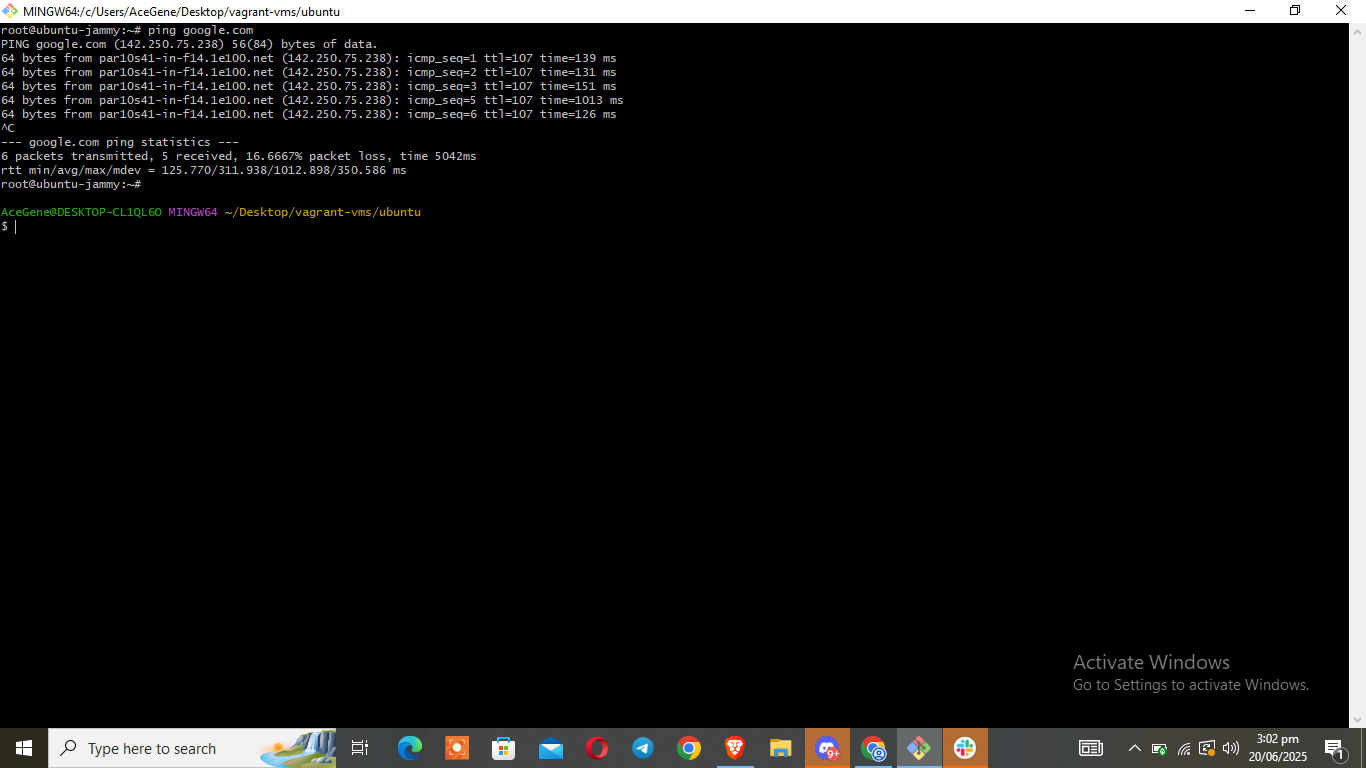 MINGW64:/c/Users/AceGene/Desktop/vagrant-vms/ubuntu
root@ubuntu-jammy:~# ping google.com
PING google.com (142.250.75.238) 56(84) bytes of data.
64 bytes from par10s41-in-f14.1e100.net (142.250.75.238): icmp_seq=1 ttl=107 time=139 ms
64 bytes from par10s41-in-f14.1e100.net (142.250.75.238): icmp_seq=2 ttl=107 time=131 ms
64 bytes from par10s41-in-f14.1e100.net (142.250.75.238): icmp_seq=3 ttl=107 time=151 ms
64 bytes from par10s41-in-f14.1e100.net (142.250.75.238): icmp_seq=5 ttl=107 time=1013 ms
64 bytes from par10s41-in-f14.1e100.net (142.250.75.238): icmp_seq=6 ttl=107 time=126 ms
^C
--- google.com ping statistics ---
6 packets transmitted, 5 received, 16.6667% packet loss, time 5042ms
rtt min/avg/max/mdev = 125.770/311.938/1012.898/350.586 ms
root@ubuntu-jammy:~#
AceGene@DESKTOP-CL1QL6O MINGW64 ~/Desktop/vagrant-vms/ubuntu
$
Activate Windows
Go to Settings to activate Windows.
Type here to search
9+
3:02 pm
20/06/2025
1